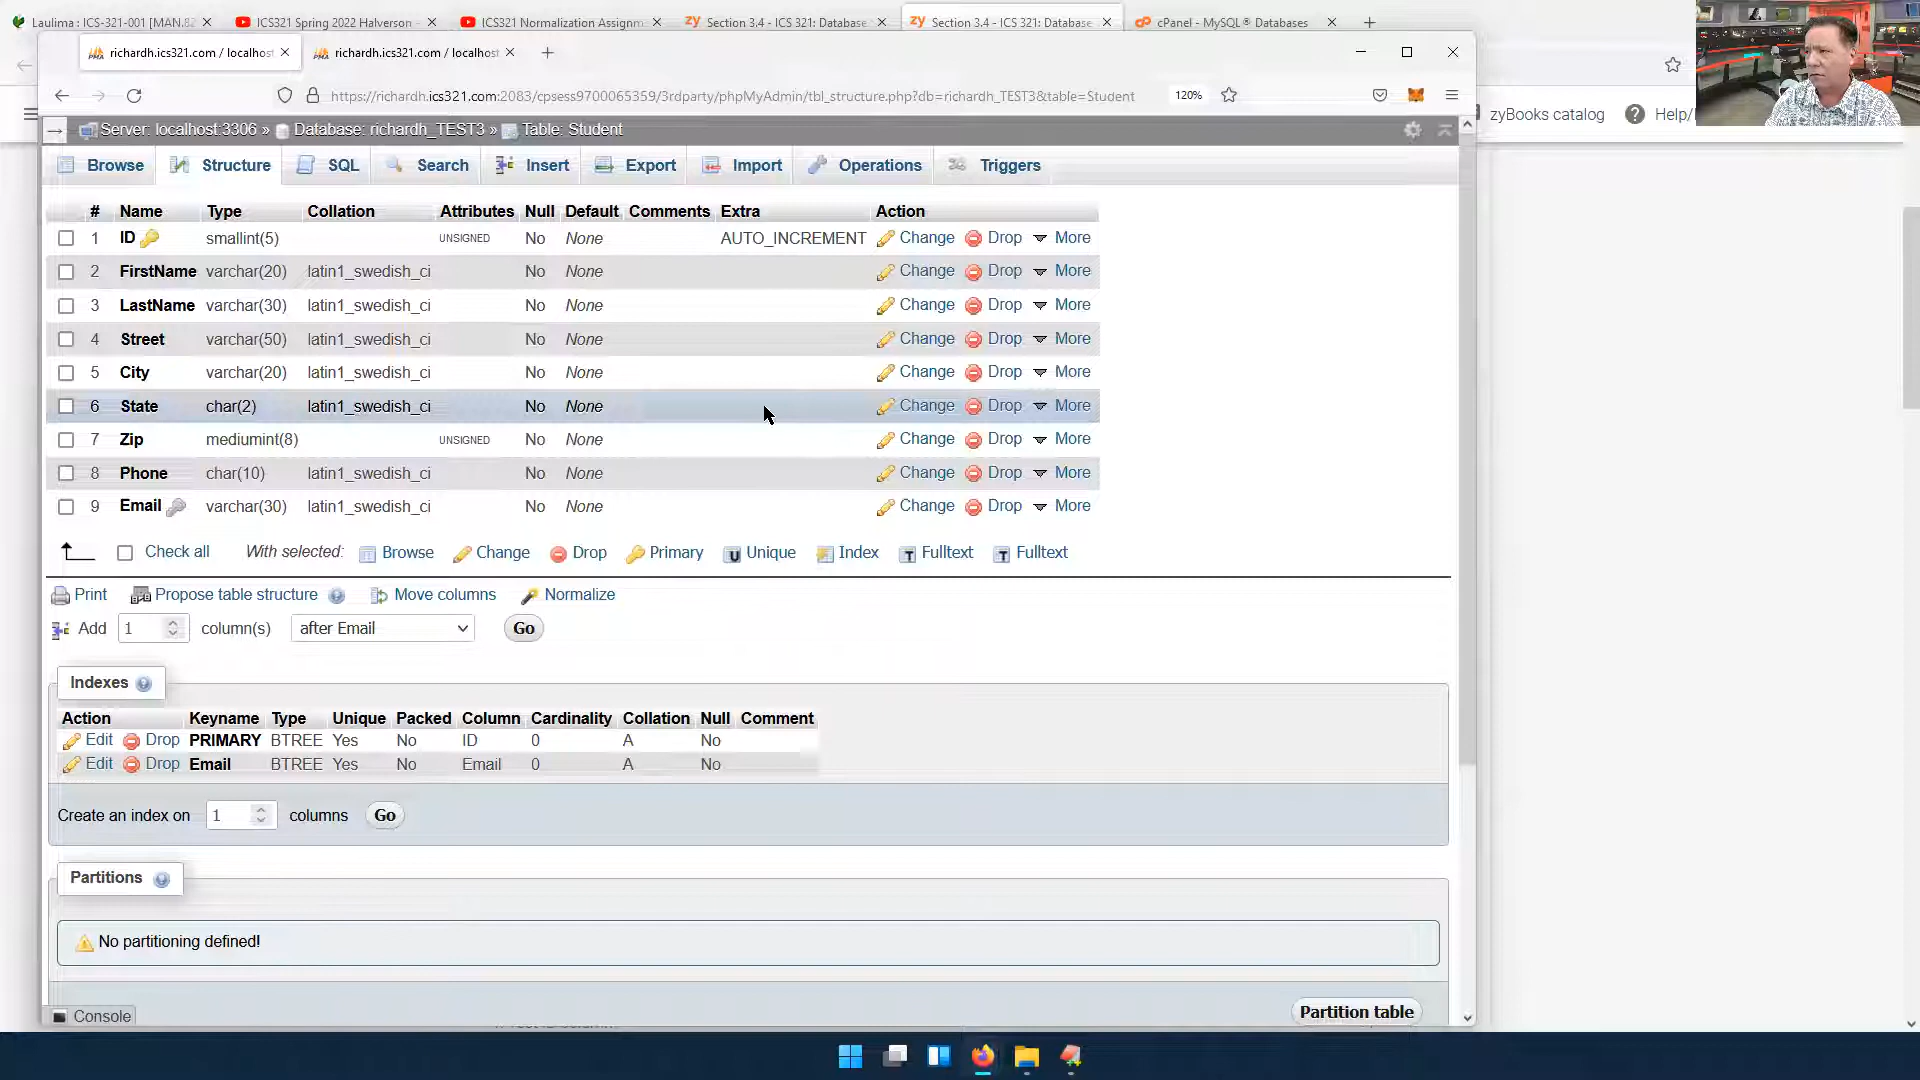 Laulima : ICS-321-001 [MAN.82
ICS321 Spring 2022 Halverson -
ICS321 Normalization Assignm
Section 3.4 - ICS 321: Database
Section 3.4 - ICS 321: Database
cPanel - MySQL® Databases
richardh.ics321.com / localhost
richardh.ics321.com / localhost
https://richardh.ics321.com:2083/cpsess9700065359/3rdparty/phpMyAdmin/tbl_structure.php?db=richardh_TEST3&table=Student
120%
zyBooks catalog
Help/
Server: localhost:3306 » Database: richardh_TEST3 » Table: Student
Browse Structure SQL Search Insert Export Import Operations Triggers
# Name Type Collation Attributes Null Default Comments Extra Action
1 ID smallint(5) UNSIGNED No None AUTO_INCREMENT Change Drop More
2 FirstName varchar(20) latin1_swedish_ci No None Change Drop More
3 LastName varchar(30) latin1_swedish_ci No None Change Drop More
4 Street varchar(50) latin1_swedish_ci No None Change Drop More
5 City varchar(20) latin1_swedish_ci No None Change Drop More
6 State char(2) latin1_swedish_ci No None Change Drop More
7 Zip mediumint(8) UNSIGNED No None Change Drop More
8 Phone char(10) latin1_swedish_ci No None Change Drop More
9 Email varchar(30) latin1_swedish_ci No None Change Drop More
Check all With selected: Browse Change Drop Primary Unique Index Fulltext Fulltext
Print Propose table structure Move columns Normalize
Add 1 column(s) after Email Go
Indexes
Action Keyname Type Unique Packed Column Cardinality Collation Null Comment
Edit Drop PRIMARY BTREE Yes No ID 0 A No
Edit Drop Email BTREE Yes No Email 0 A No
Create an index on 1 columns Go
Partitions
No partitioning defined!
Partition table
Console